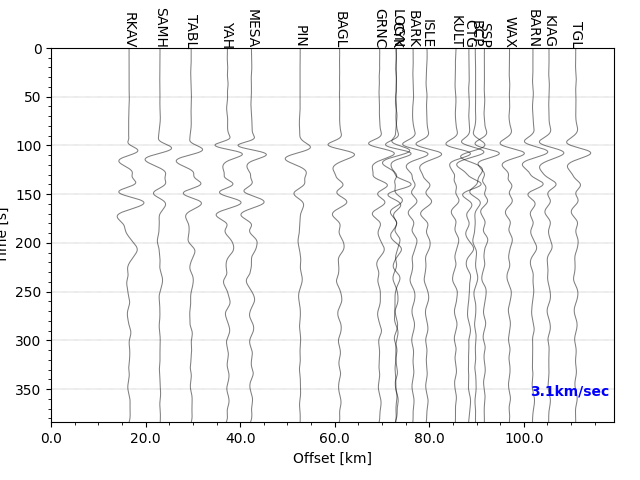 RKAV
SAMH
TABL
YAH
MESA
PIN
BAGL
GRNC
BARK
ISLE
KULT
CTG
SSP
WAX
BARN
KIAG
TGL
0
50
100
150
200
250
300
350
Time [s]
3.1km/sec
0.0 20.0 40.0 60.0 80.0 100.0
Offset [km]